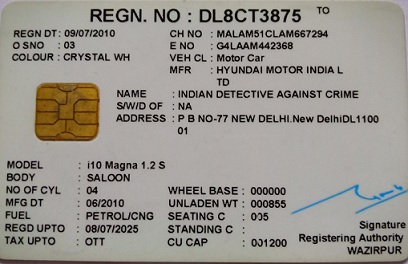 REGN. NO : DL8CT3875 TO
REGN DT: 09/07/2010 CH NO : MALAM51CLAM667294
O SNO : 03 E NO : G4LAAM442368
COLOUR : CRYSTAL WH VEH CL : Motor Car
MFR : HYUNDAI MOTOR INDIA L
TD
NAME : INDIAN DETECTIVE AGAINST CRIME
S/W/D OF : NA
ADDRESS : P B NO-77 NEW DELHI.New DelhiDL1100
01
MODEL : i10 Magna 1.2 S
BODY : SALOON
NO OF CYL : 04 WHEEL BASE : 000000
MFG DT : 06/2010 UNLADEN WT : 000855
FUEL : PETROL/CNG SEATING C : 005
REGD UPTO : 08/07/2025 STANDING C :
TAX UPTO : OTT CU CAP : 001200
Signature
Registering Authority
WAZIRPUR